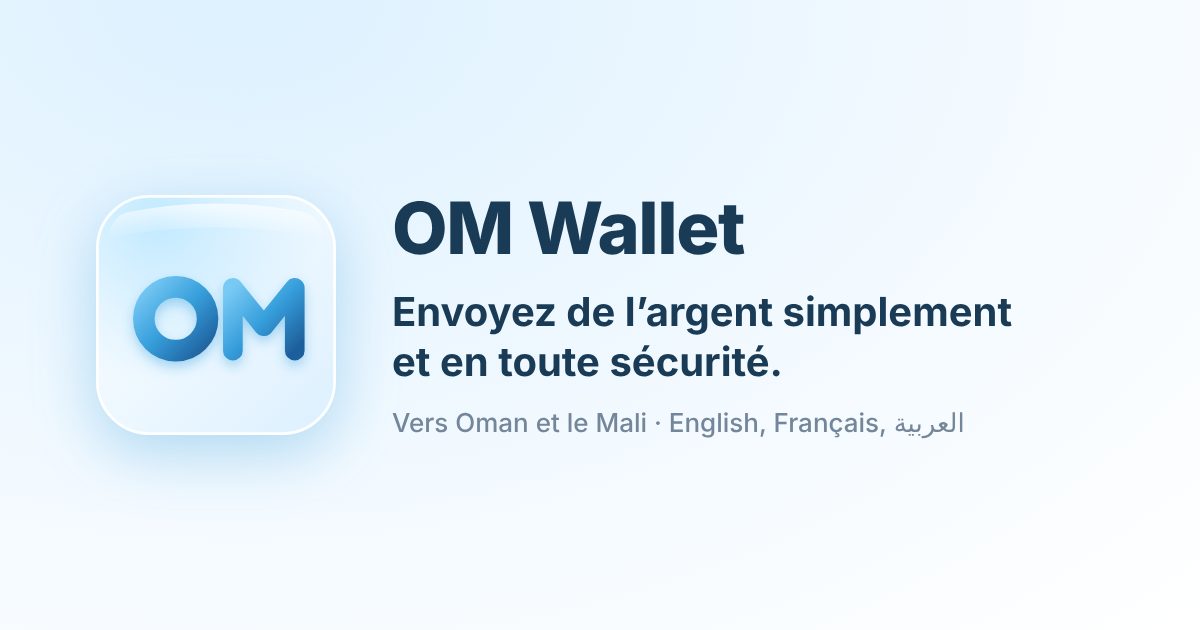 OM
OM Wallet
Envoyez de l’argent simplement
et en toute sécurité.
Vers Oman et le Mali · English, Français, العربية